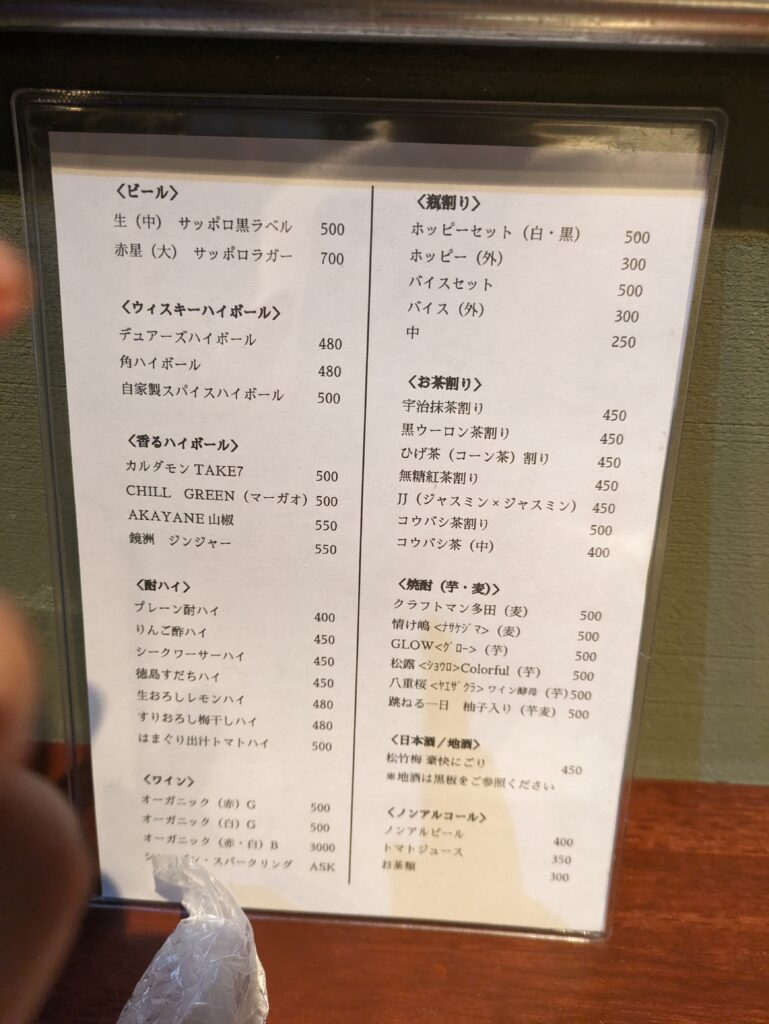 〈ビール〉
生（中） サッポロ黒ラベル 500
赤星（大） サッポロラガー 700
〈ウィスキーハイボール〉
デュアーズハイボール 480
角ハイボール 480
自家製スパイスハイボール 500
〈香るハイボール〉
カルダモン TAKE7 500
CHILL GREEN（マーガオ）500
AKAYANE 山椒 550
鏡洲 ジンジャー 550
〈酎ハイ〉
プレーン酎ハイ 400
りんご酢ハイ 450
シークワーサーハイ 450
徳島すだちハイ 450
生おろしレモンハイ 480
すりおろし梅干しハイ 480
はまぐり出汁トマトハイ 500
〈ワイン〉
オーガニック（赤）G 500
オーガニック（白）G 500
オーガニック（赤・白）B 3000
・スパークリング ASK
〈瓶割り〉
ホッピーセット（白・黒） 500
ホッピー（外） 300
バイスセット 500
バイス（外） 300
中 250
〈お茶割り〉
宇治抹茶割り 450
黒ウーロン茶割り 450
ひげ茶（コーン茶）割り 450
無糖紅茶割り 450
JJ（ジャスミン×ジャスミン） 450
コウバシ茶割り 500
コウバシ茶（中） 400
〈焼酎（芋・麦）〉
クラフトマン多田（麦） 500
情け嶋<ﾅｻｹｼﾞﾏ>（麦） 500
GLOW<ｸﾞﾛｰ>（芋） 500
松露<ｼｮｳﾛ>Colorful（芋） 500
八重桜<ﾔｴｻﾞｸﾗ>ワイン酵母（芋）500
跳ねる一日 柚子入り（芋麦） 500
〈日本酒／地酒〉
松竹梅 豪快にごり 450
※地酒は黒板をご参照ください
〈ノンアルコール〉
ノンアルビール 400
トマトジュース 350
お茶類 300